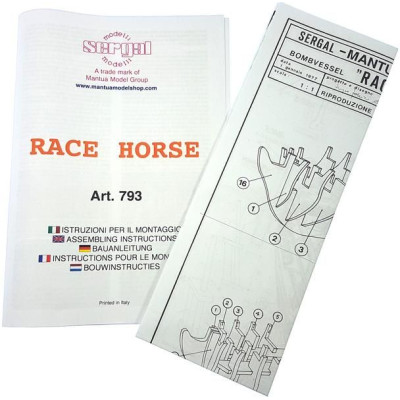 modelli
sergal
modelli
A trade mark of
Mantua Model Group
www.mantuamodelshop.com
RACE HORSE
Art. 793
ISTRUZIONI PER IL MONTAGGIO
ASSEMBLING INSTRUCTIONS
BAUANLEITUNG
INSTRUCTIONS POUR LE MON
BOUWINSTRUCTIES
Printed in Italy
SERGAL-MANTU
BOMBVESSEL
"RAC
data
scala
1:1
RIPRODUZIONE
16
1
2
3
1
2
3
4
5